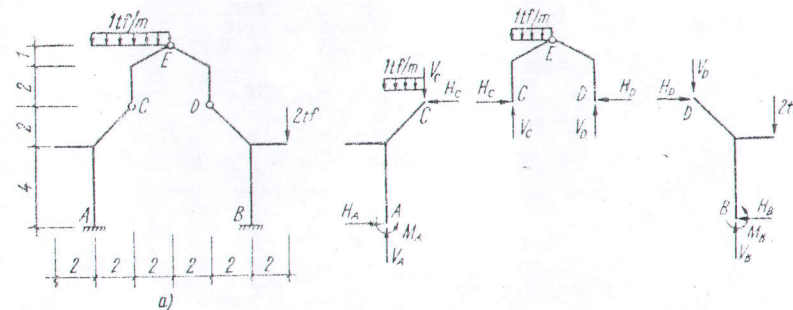 1tf/m
E
1
2
2
4
C
D
2tf
A
B
2 2 2 2 2 2
a)
1tf/m
V_C
H_C
C
H_A
A
M_A
V_A
1tf/m
E
H_C
C
D
H_D
V_C
V_D
V_D
H_D
D
2t
B
H_B
M_B
V_B